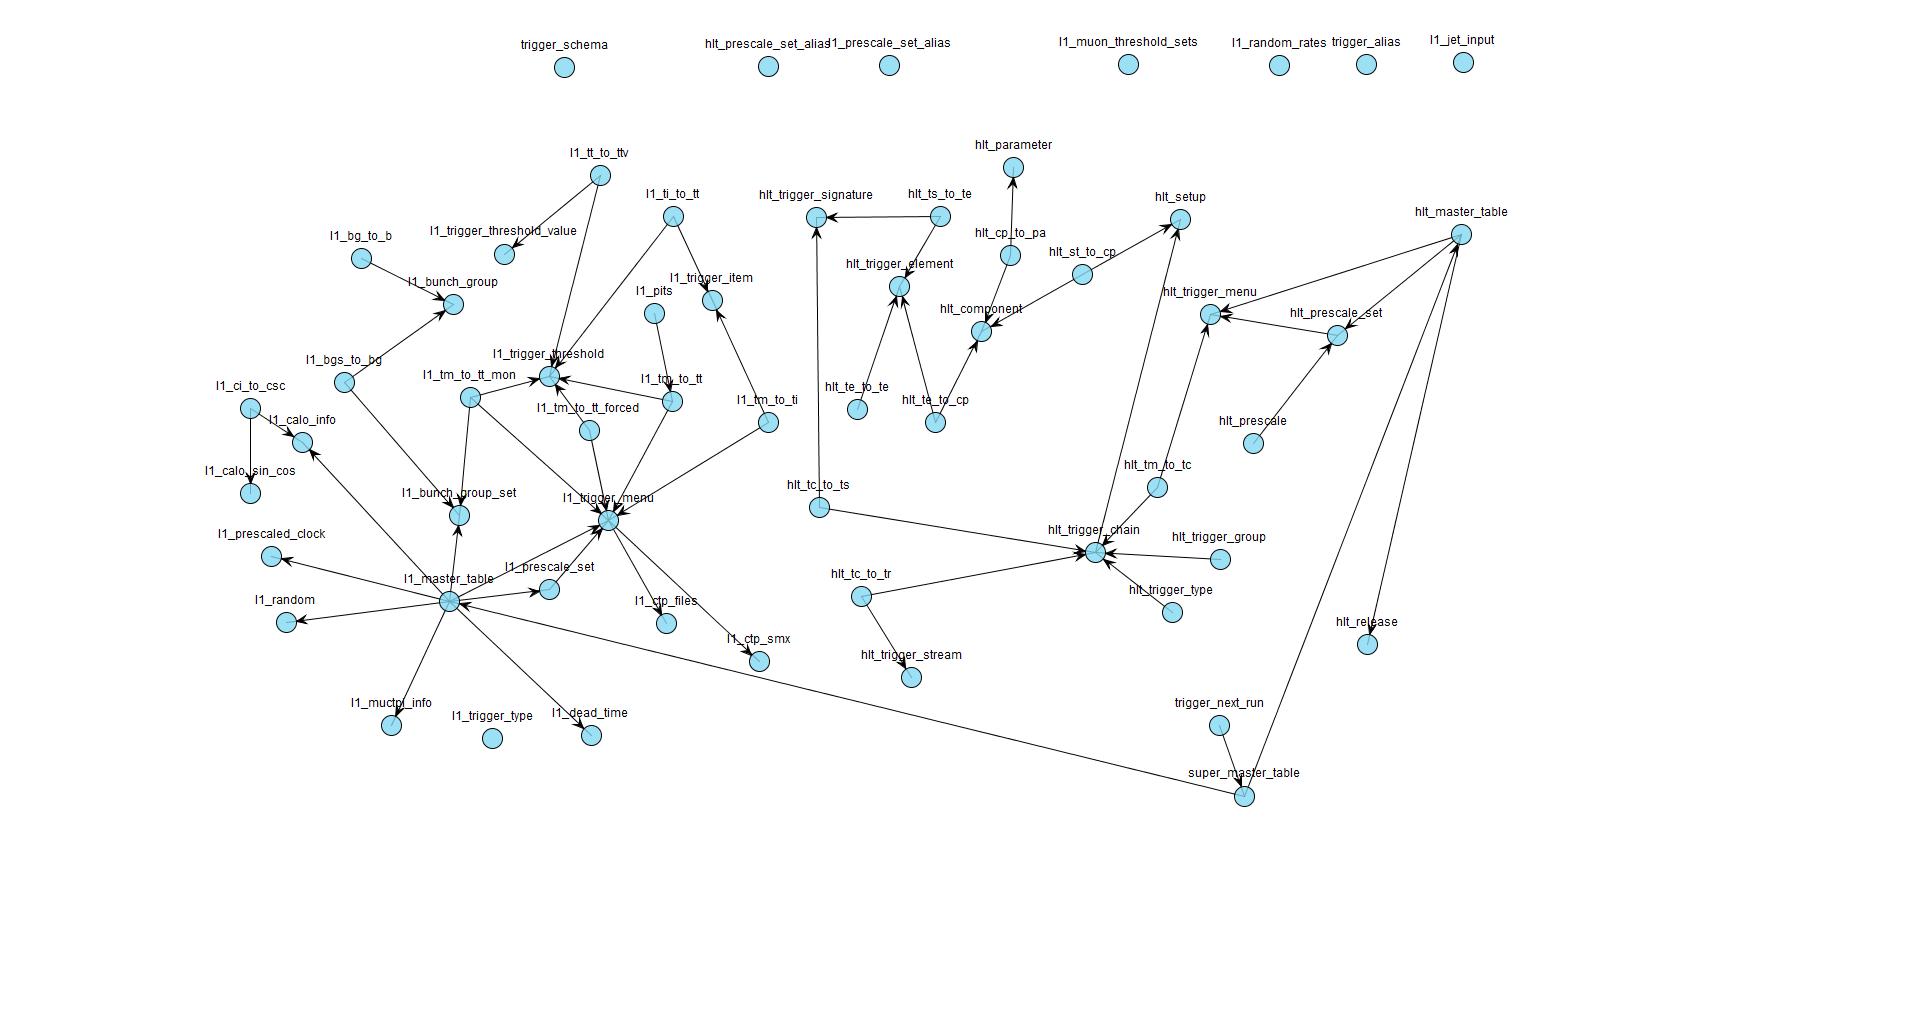 trigger_schema
hlt_prescale_set_alias
l1_prescale_set_alias
l1_muon_threshold_sets
l1_random_rates
trigger_alias
l1_jet_input
l1_tt_to_ttv
hlt_parameter
l1_ti_to_tt
hlt_trigger_signature
hlt_ts_to_te
hlt_setup
hlt_master_table
l1_bg_to_b
l1_trigger_threshold_value
hlt_cp_to_pa
hlt_st_to_cp
hlt_trigger_element
l1_bunch_group
l1_trigger_item
l1_pits
hlt_trigger_menu
hlt_component
hlt_prescale_set
l1_trigger_threshold
l1_bgs_to_bg
l1_tm_to_tt_mon
l1_tm_to_tt
l1_ci_to_csc
hlt_te_to_te
l1_tm_to_ti
hlt_te_to_cp
l1_tm_to_tt_forced
l1_calo_info
hlt_prescale
l1_calo_sin_cos
hlt_tm_to_tc
hlt_tc_to_ts
l1_bunch_group_set
l1_trigger_menu
l1_prescaled_clock
hlt_trigger_chain
hlt_trigger_group
l1_prescale_set
hlt_tc_to_tr
l1_master_table
hlt_trigger_type
l1_random
l1_ctp_files
hlt_release
l1_ctp_smx
hlt_trigger_stream
l1_muctpi_info
trigger_next_run
l1_trigger_type
l1_dead_time
super_master_table